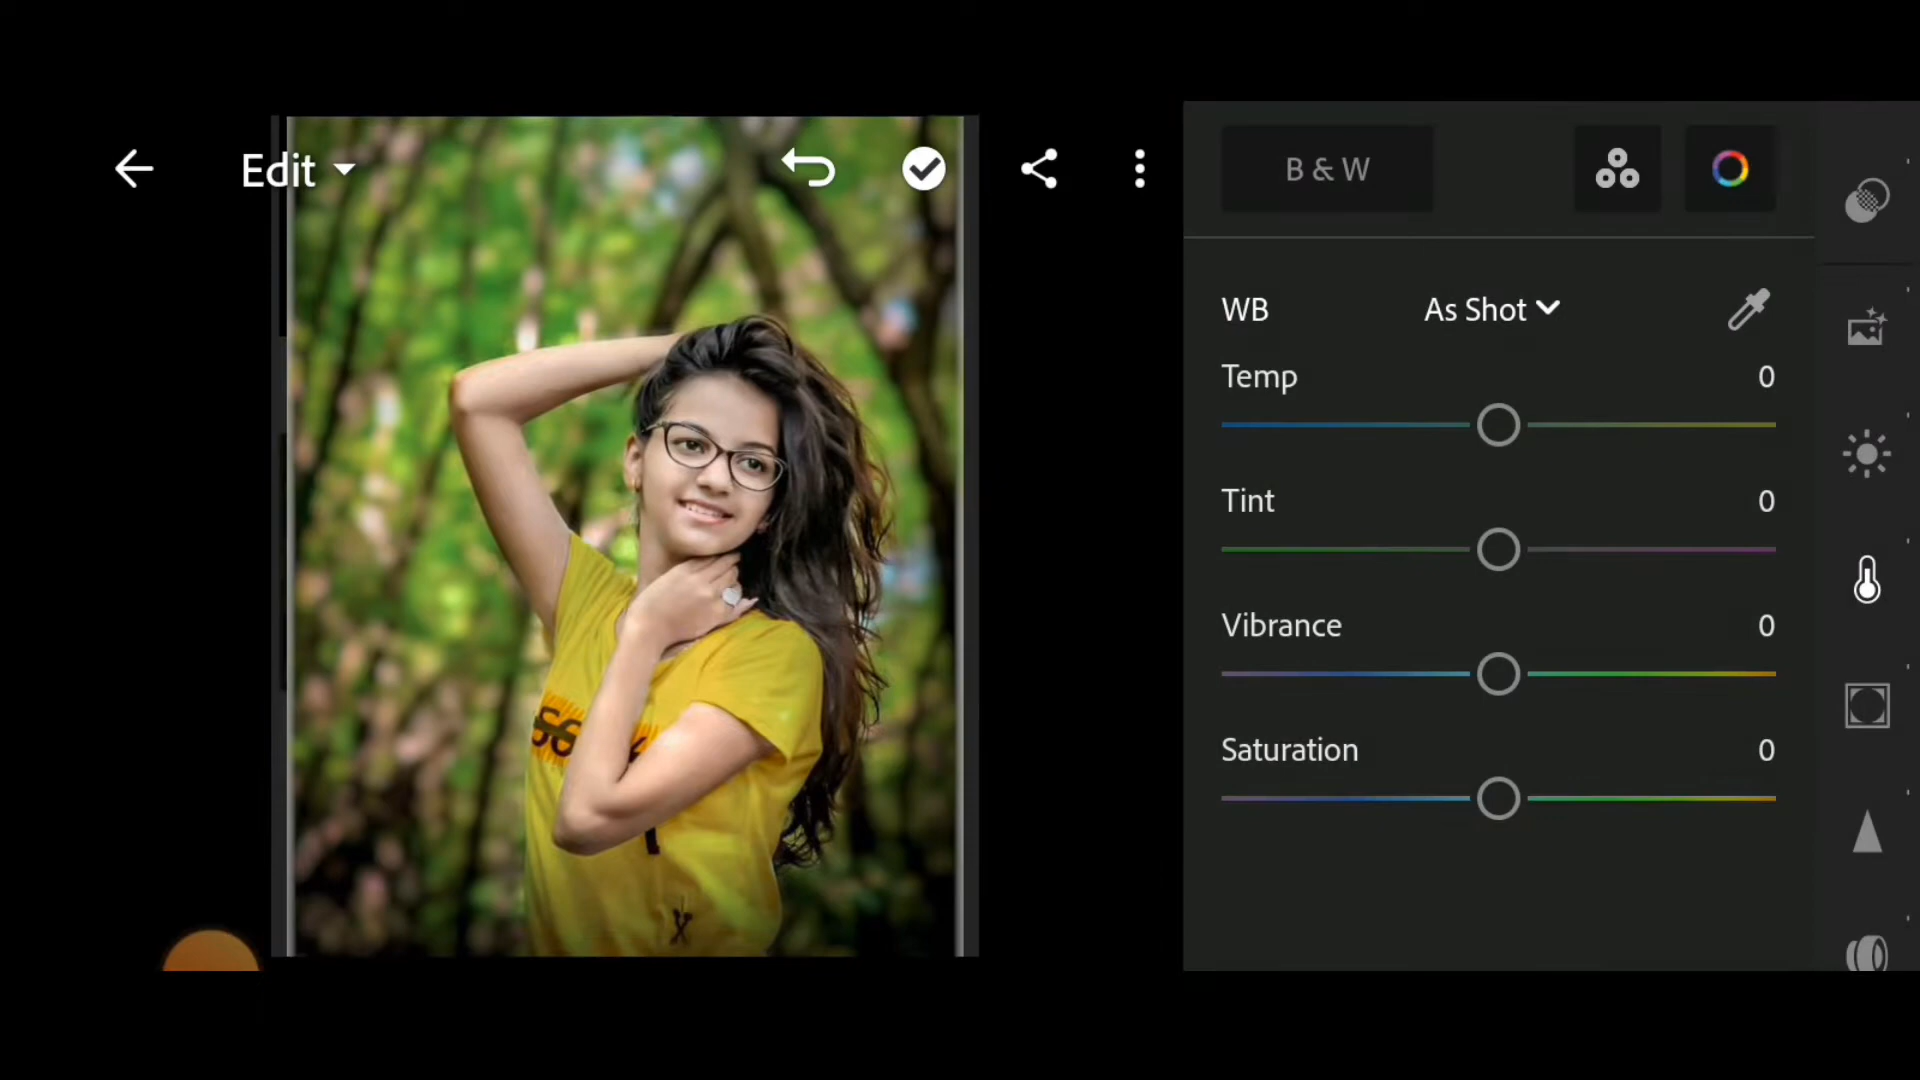 Edit
B & W
WB As Shot
Temp 0
Tint 0
Vibrance 0
Saturation 0